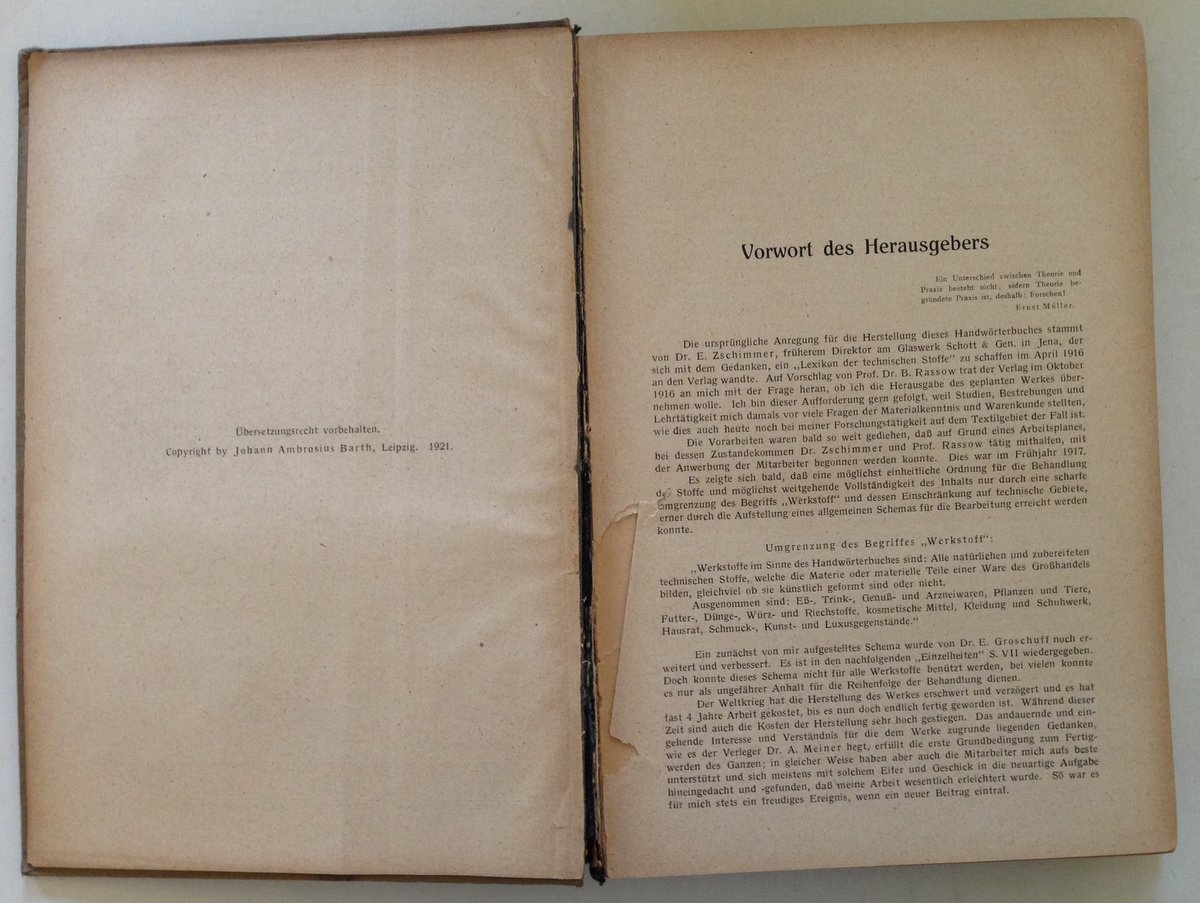 Übersetzungsrecht vorbehalten.
Copyright by Johann Ambrosius Barth, Leipzig. 1921.
Vorwort des Herausgebers
Ein Unterschied zwischen Theorie und
Praxis besteht nicht, sofern Theorie be-
gründete Praxis ist, deshalb: Forschen!
Ernst Müller.
Die ursprüngliche Anregung für die Herstellung dieses Handwörterbuches stammt
von Dr. E. Zschimmer, früherem Direktor am Glaswerk Schott & Gen. in Jena, der
sich mit dem Gedanken, ein „Lexikon der technischen Stoffe“ zu schaffen im April 1916
an den Verlag wandte. Auf Vorschlag von Prof. Dr. B. Rassow trat der Verlag im Oktober
1916 an mich mit der Frage heran, ob ich die Herausgabe des geplanten Werkes über-
nehmen wolle. Ich bin dieser Aufforderung gern gefolgt, weil Studien, Bestrebungen und
Lehrtätigkeit mich damals vor viele Fragen der Materialkenntnis und Warenkunde stellten,
wie dies auch heute noch bei meiner Forschungstätigkeit auf dem Textilgebiet der Fall ist.
Die Vorarbeiten waren bald so weit gediehen, daß auf Grund eines Arbeitsplanes,
bei dessen Zustandekommen Dr. Zschimmer und Prof. Rassow tätig mithalfen, mit
der Anwerbung der Mitarbeiter begonnen werden konnte. Dies war im Frühjahr 1917.
Es zeigte sich bald, daß eine möglichst einheitliche Ordnung für die Behandlung
der Stoffe und möglichst weitgehende Vollständigkeit des Inhalts nur durch eine scharfe
Umgrenzung des Begriffs „Werkstoff“ und dessen Einschränkung auf technische Gebiete,
erner durch die Aufstellung eines allgemeinen Schemas für die Bearbeitung erreicht werden
konnte.
Umgrenzung des Begriffes „Werkstoff“:
„Werkstoffe im Sinne des Handwörterbuches sind: Alle natürlichen und zubereiteten
technischen Stoffe, welche die Materie oder materielle Teile einer Ware des Großhandels
bilden, gleichviel ob sie künstlich geformt sind oder nicht.
Ausgenommen sind: Eß-, Trink-, Genuß- und Arzneiwaren, Pflanzen und Tiere,
Futter-, Dünge-, Würz- und Riechstoffe, kosmetische Mittel, Kleidung und Schuhwerk,
Hausrat, Schmuck-, Kunst- und Luxusgegenstände.“
Ein zunächst von mir aufgestelltes Schema wurde von Dr. E. Groschuff noch er-
weitert und verbessert. Es ist in den nachfolgenden „Einzelheiten“ S. VII wiedergegeben.
Doch konnte dieses Schema nicht für alle Werkstoffe benützt werden, bei vielen konnte
es nur als ungefährer Anhalt für die Reihenfolge der Behandlung dienen.
Der Weltkrieg hat die Herstellung des Werkes erschwert und verzögert und es hat
fast 4 Jahre Arbeit gekostet, bis es nun doch endlich fertig geworden ist. Während dieser
Zeit sind auch die Kosten der Herstellung sehr hoch gestiegen. Das andauernde und ein-
gehende Interesse und Verständnis für die dem Werke zugrunde liegenden Gedanken,
wie es der Verleger Dr. A. Meiner hegt, erfüllt die erste Grundbedingung zum Fertig-
werden des Ganzen; in gleicher Weise haben aber auch die Mitarbeiter mich aufs beste
unterstützt und sich meistens mit solchem Eifer und Geschick in die neuartige Aufgabe
hineingedacht und -gefunden, daß meine Arbeit wesentlich erleichtert wurde. So war es
für mich stets ein freudiges Ereignis, wenn ein neuer Beitrag eintraf.